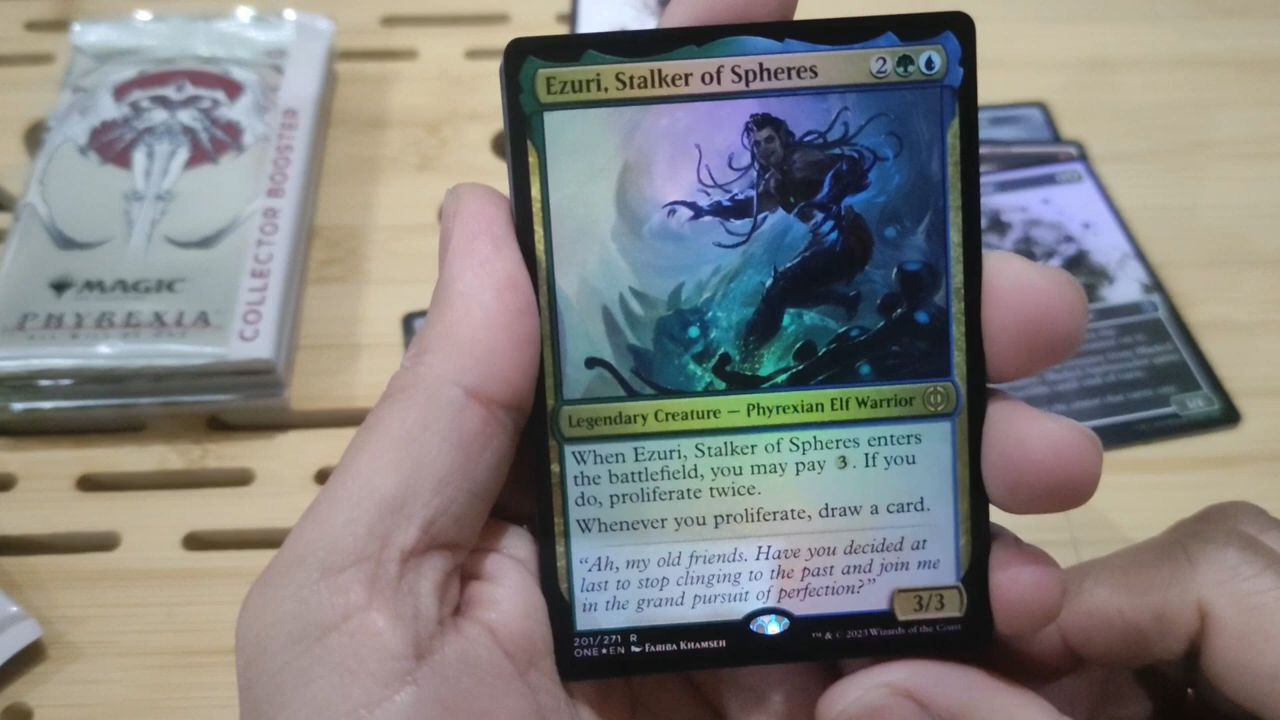 Ezuri, Stalker of Spheres 2
Legendary Creature — Phyrexian Elf Warrior
When Ezuri, Stalker of Spheres enters
the battlefield, you may pay 3. If you
do, proliferate twice.
Whenever you proliferate, draw a card.
“Ah, my old friends. Have you decided at
last to stop clinging to the past and join me
in the grand pursuit of perfection?”
3/3
201/271 R
ONE★EN Fariba Khamseh
™ & © 2023 Wizards of the Coast
MAGIC
PHYREXIA
COLLECTOR BOOSTER